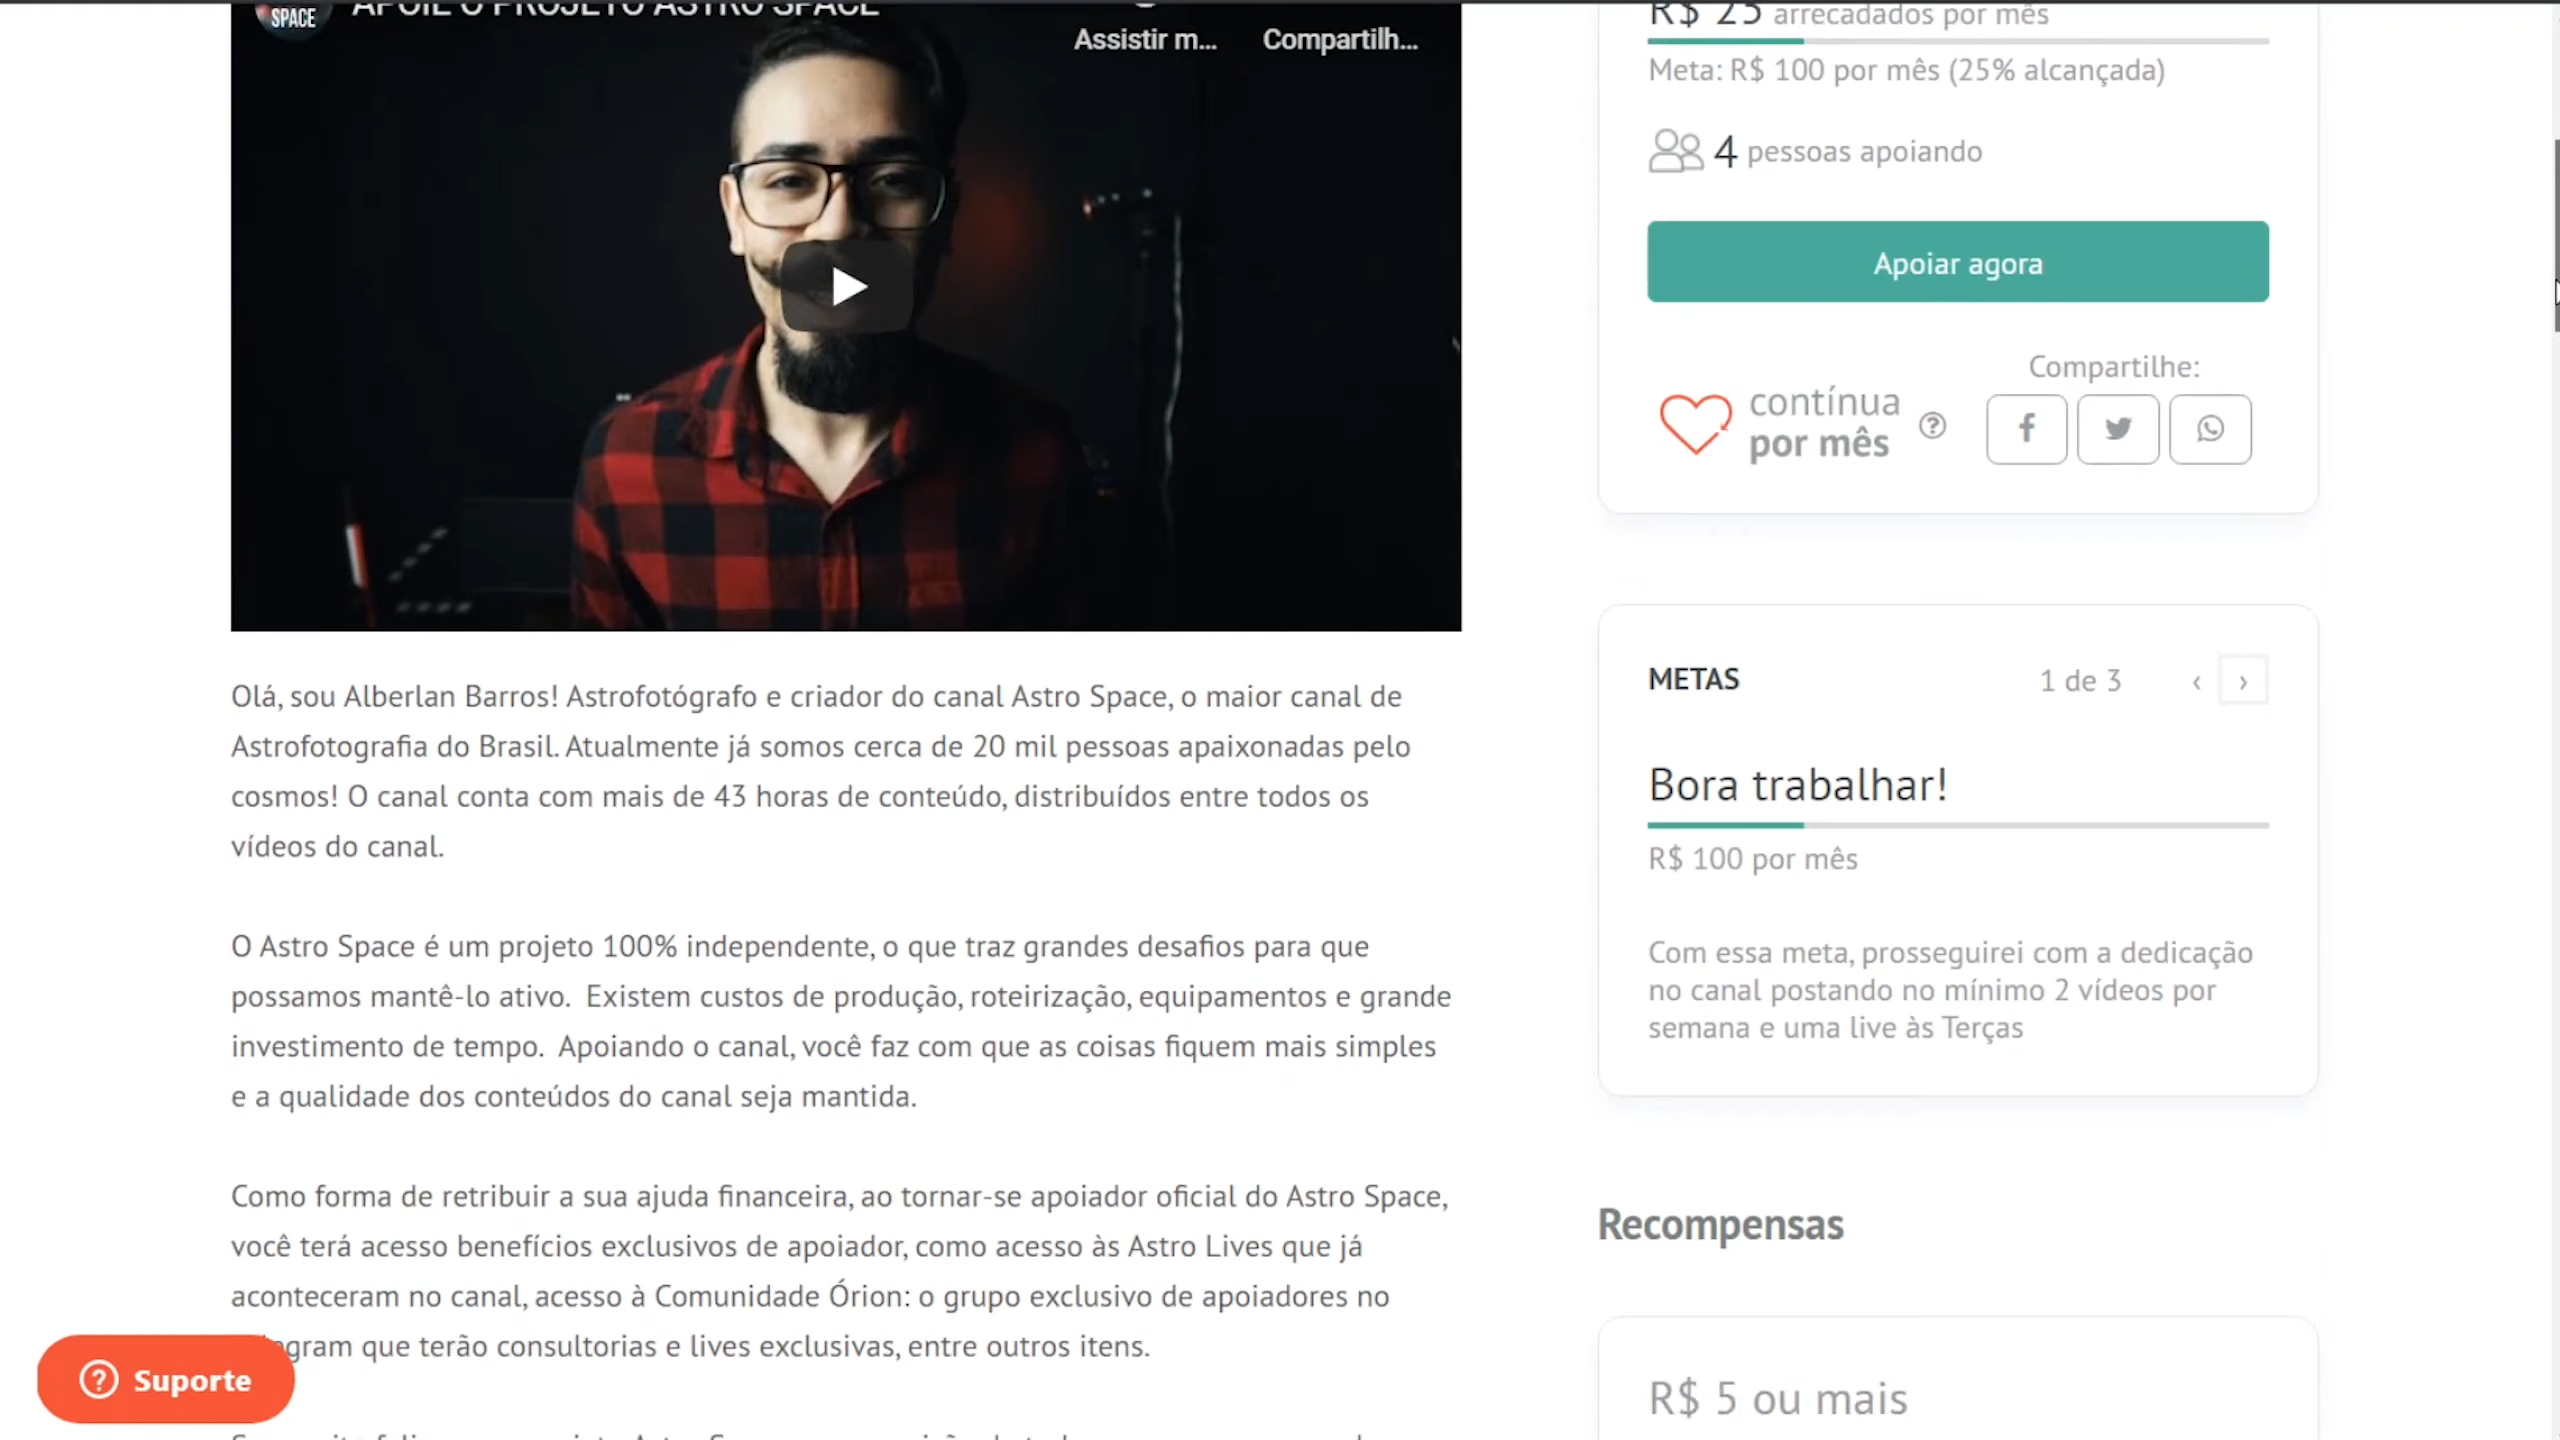 SPACE
APOIE O PROJETO ASTRO SPACE
Assistir m...
Compartilh...
Olá, sou Alberlan Barros! Astrofotógrafo e criador do canal Astro Space, o maior canal de
Astrofotografia do Brasil. Atualmente já somos cerca de 20 mil pessoas apaixonadas pelo
cosmos! O canal conta com mais de 43 horas de conteúdo, distribuídos entre todos os
vídeos do canal.
O Astro Space é um projeto 100% independente, o que traz grandes desafios para que
possamos mantê-lo ativo.  Existem custos de produção, roteirização, equipamentos e grande
investimento de tempo.  Apoiando o canal, você faz com que as coisas fiquem mais simples
e a qualidade dos conteúdos do canal seja mantida.
Como forma de retribuir a sua ajuda financeira, ao tornar-se apoiador oficial do Astro Space,
você terá acesso benefícios exclusivos de apoiador, como acesso às Astro Lives que já
aconteceram no canal, acesso à Comunidade Órion: o grupo exclusivo de apoiadores no
que terão consultorias e lives exclusivas, entre outros itens.
Suporte
R$ 25 arrecadados por mês
Meta: R$ 100 por mês (25% alcançada)
4 pessoas apoiando
Apoiar agora
contínua
por mês
Compartilhe:
METAS
1 de 3
Bora trabalhar!
R$ 100 por mês
Com essa meta, prosseguirei com a dedicação
no canal postando no mínimo 2 vídeos por
semana e uma live às Terças
Recompensas
R$ 5 ou mais